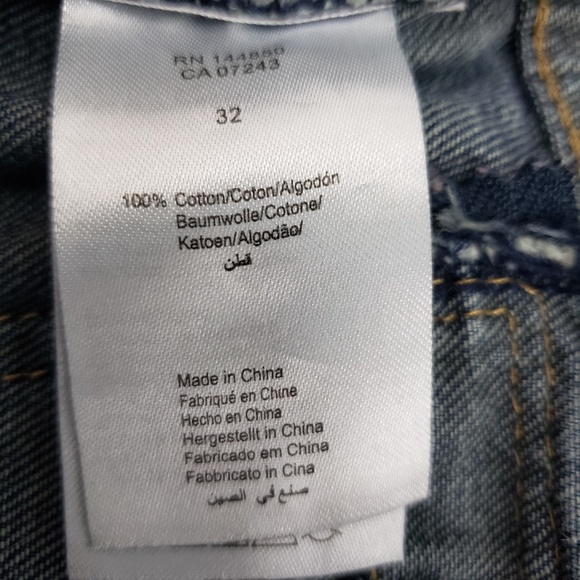 RN 144880
CA 07243
32
100% Cotton/Coton/Algodón
Baumwolle/Cotone/
Katoen/Algodão/
قطن
Made in China
Fabriqué en Chine
Hecho en China
Hergestellt in China
Fabricado em China
Fabbricato in Cina
صنع في الصين